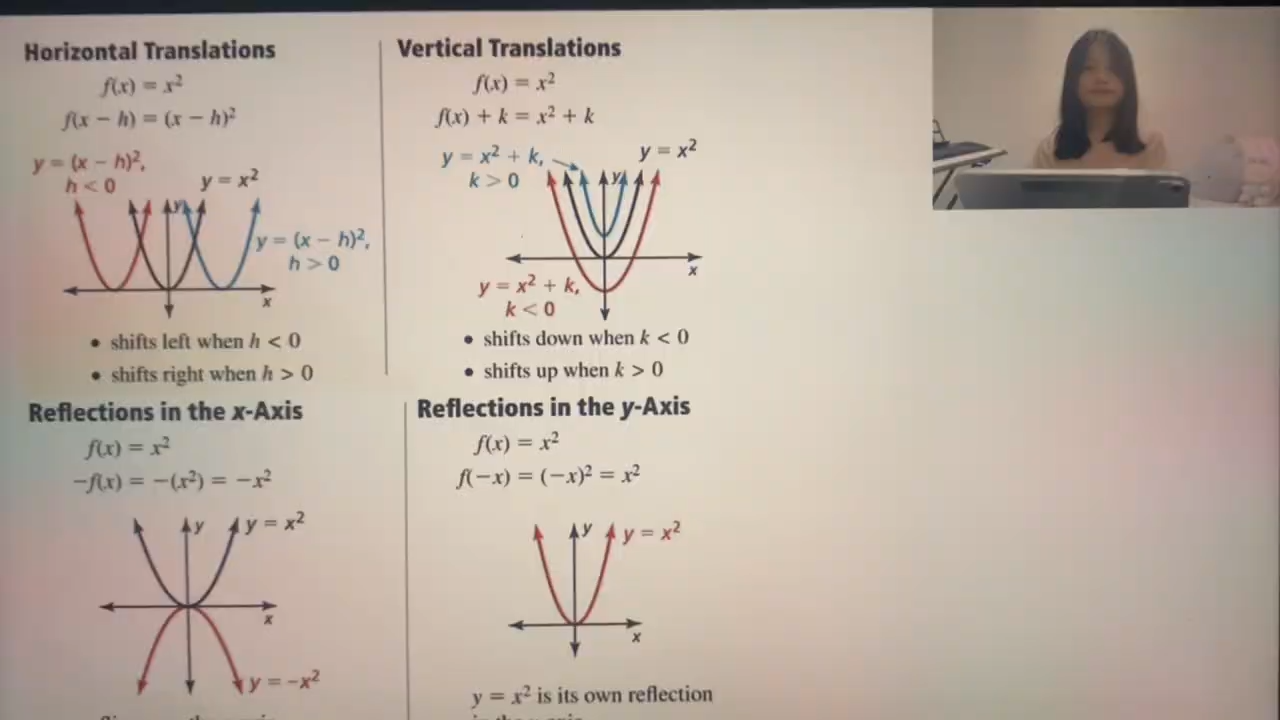 Horizontal Translations
f(x) = x²
f(x − h) = (x − h)²
y = (x − h)²,
h < 0
y = x²
y
y = (x − h)²,
h > 0
x
• shifts left when h < 0
• shifts right when h > 0
Vertical Translations
f(x) = x²
f(x) + k = x² + k
y = x² + k,
k > 0
y = x²
y
x
y = x² + k,
k < 0
• shifts down when k < 0
• shifts up when k > 0
Reflections in the x-Axis
f(x) = x²
−f(x) = −(x²) = −x²
y
y = x²
x
y = −x²
Reflections in the y-Axis
f(x) = x²
f(−x) = (−x)² = x²
y
y = x²
x
y = x² is its own reflection